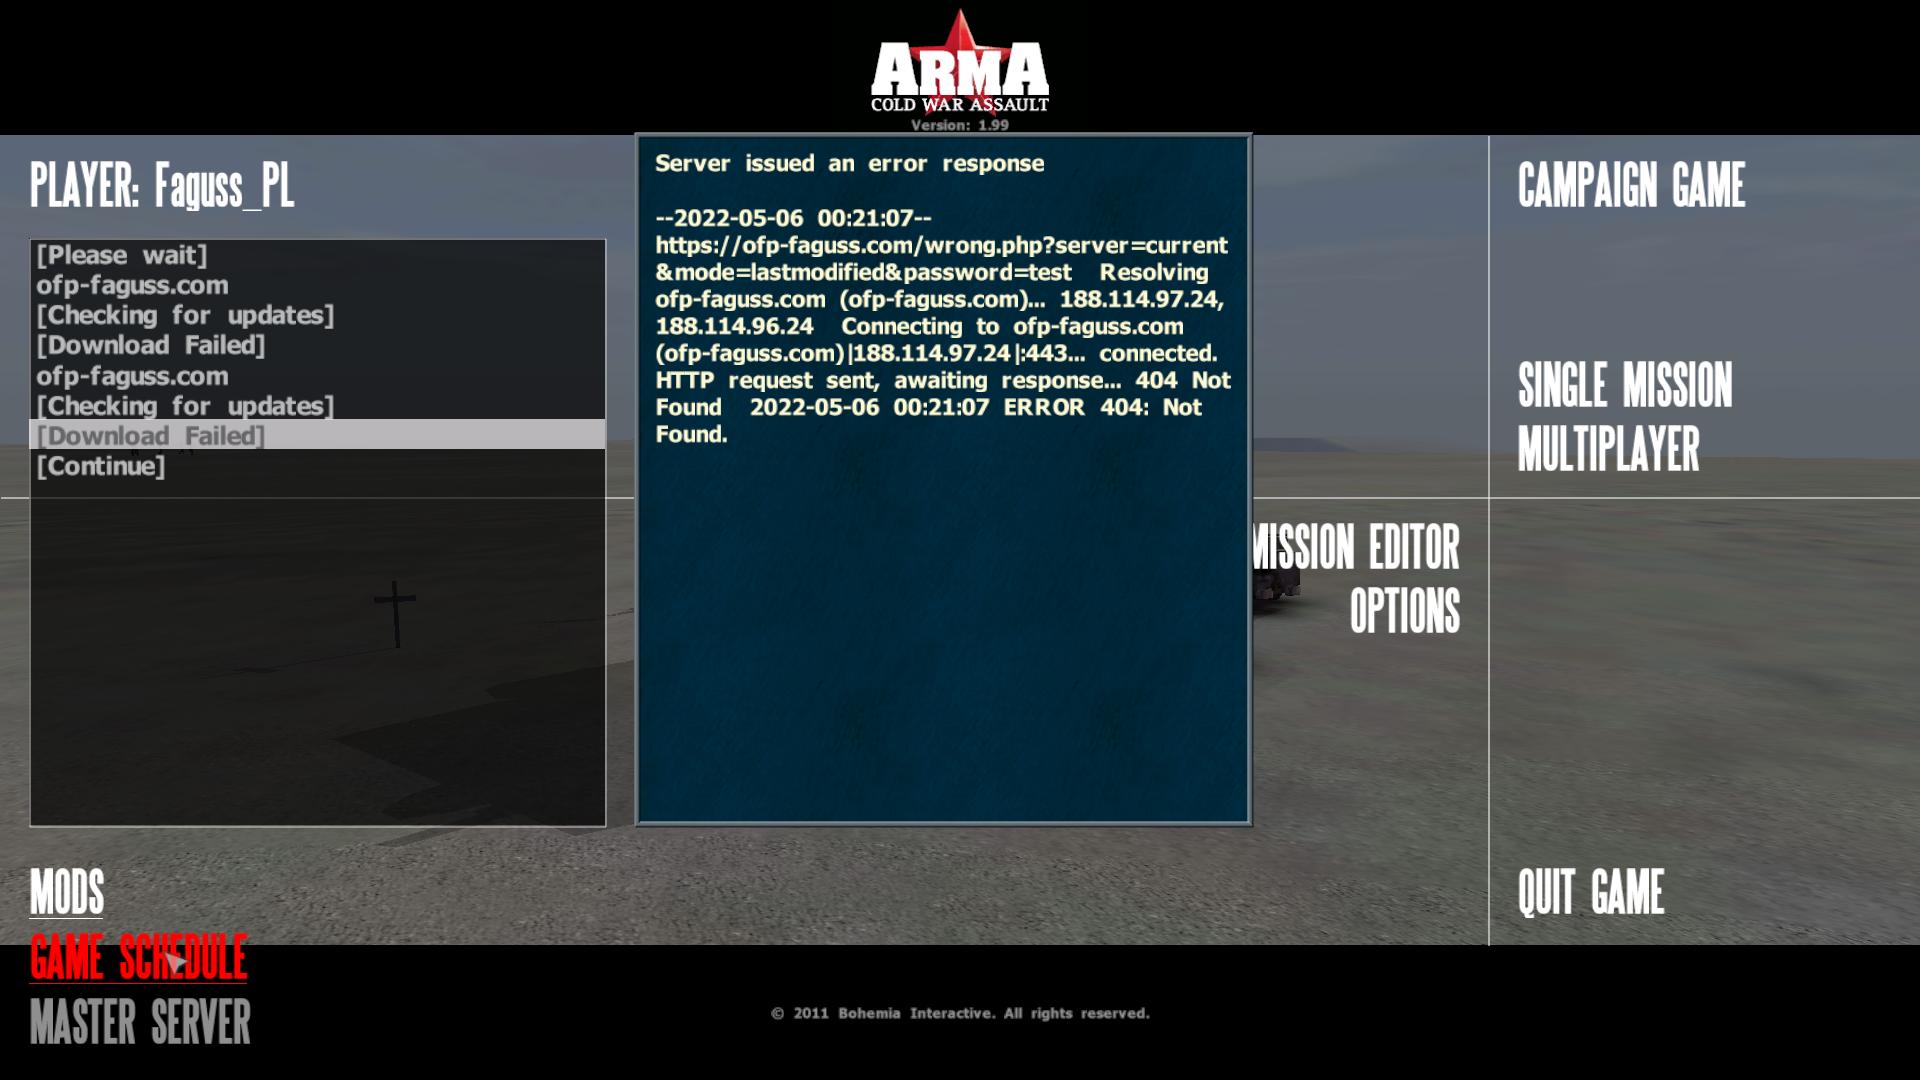 ARMA
COLD WAR ASSAULT
Version: 1.99
PLAYER: Faguss_PL
[Please wait]
ofp-faguss.com
[Checking for updates]
[Download Failed]
ofp-faguss.com
[Checking for updates]
[Download Failed]
[Continue]
Server issued an error response
--2022-05-06 00:21:07--
https://ofp-faguss.com/wrong.php?server=current
&mode=lastmodified&password=test Resolving
ofp-faguss.com (ofp-faguss.com)... 188.114.97.24,
188.114.96.24 Connecting to ofp-faguss.com
(ofp-faguss.com)|188.114.97.24|:443... connected.
HTTP request sent, awaiting response... 404 Not
Found 2022-05-06 00:21:07 ERROR 404: Not
Found.
CAMPAIGN GAME
SINGLE MISSION
MULTIPLAYER
MISSION EDITOR
OPTIONS
QUIT GAME
MODS
GAME SCHEDULE
MASTER SERVER
© 2011 Bohemia Interactive. All rights reserved.